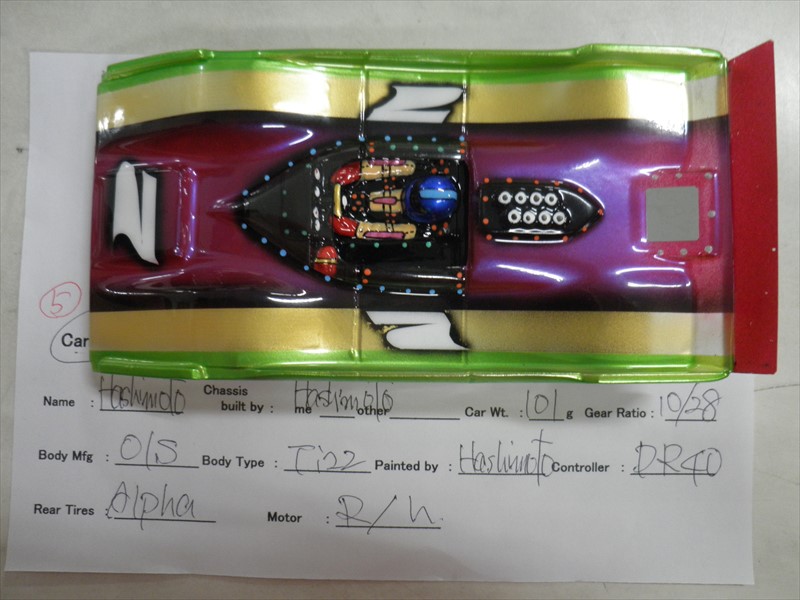 5
Car
Name : Hashimoto Chassis built by : me Hashimoto other Car Wt. : 101 g Gear Ratio : 10/28
Body Mfg : O/S Body Type : Ti22 Painted by : Hashimoto Controller : DR40
Rear Tires : Alpha Motor : R/h